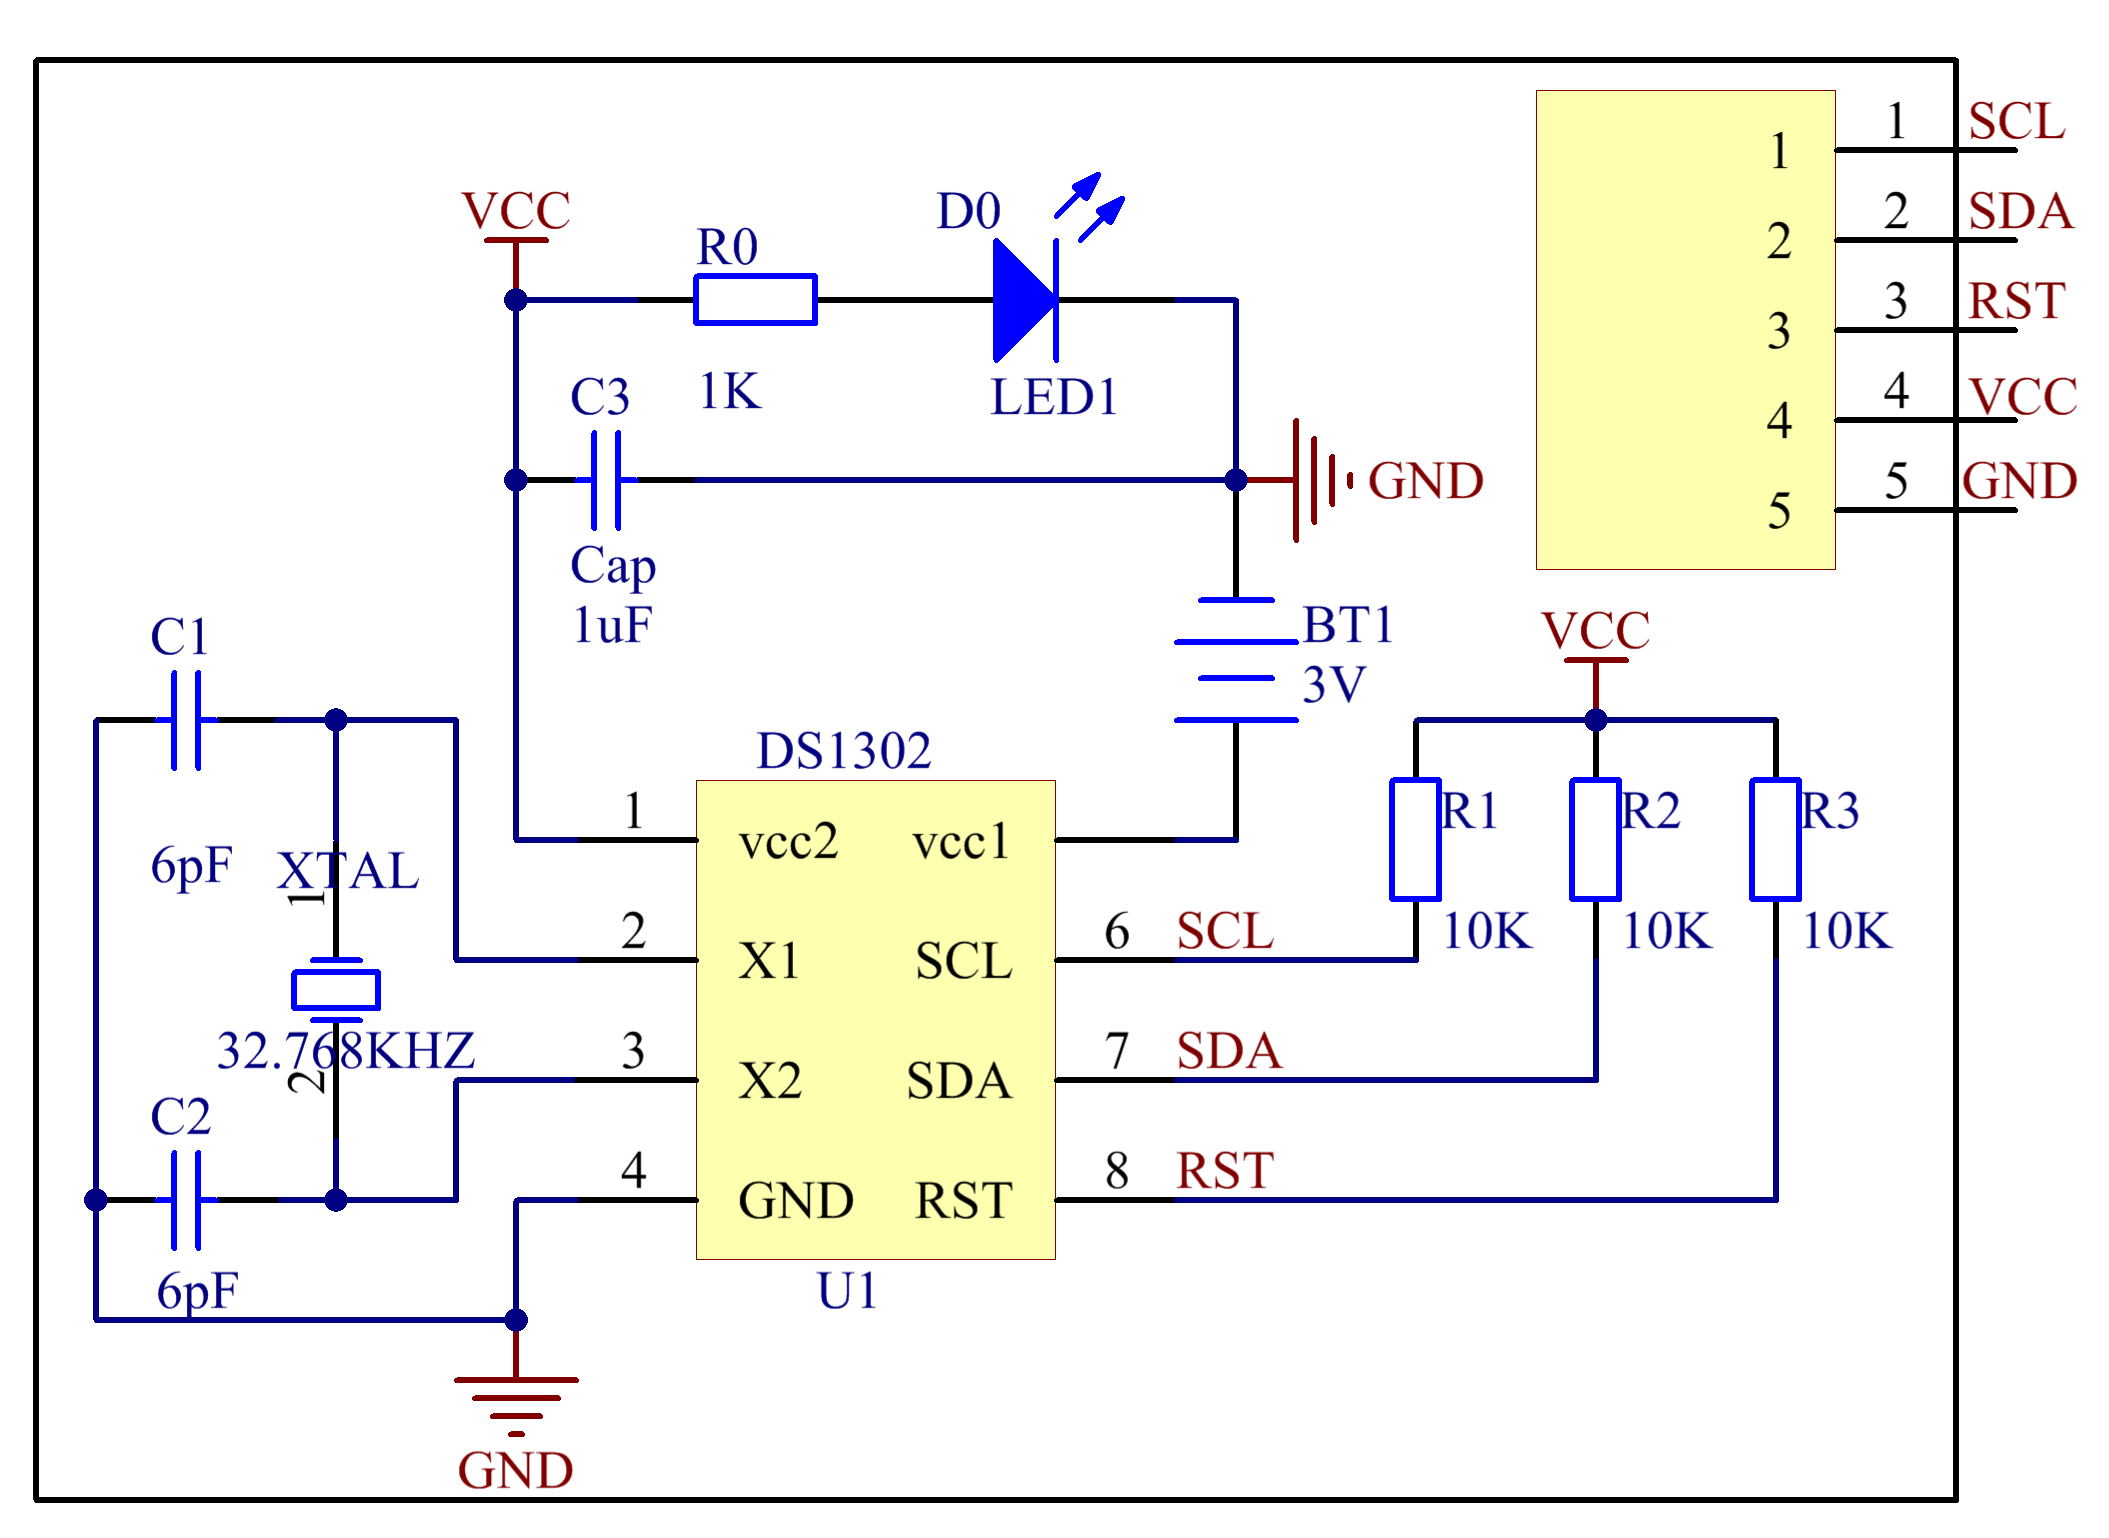 1 SCL
1
2 SDA
2
3 RST
3
4 VCC
4
5 GND
5
VCC
R0
1K
D0
LED1
C3
Cap
1uF
GND
BT1
3V
VCC
C1
6pF
XTAL
1
32.768KHZ
2
C2
6pF
DS1302
1 vcc2 vcc1
2 X1 SCL 6 SCL
3 X2 SDA 7 SDA
4 GND RST 8 RST
U1
R1
10K
R2
10K
R3
10K
GND